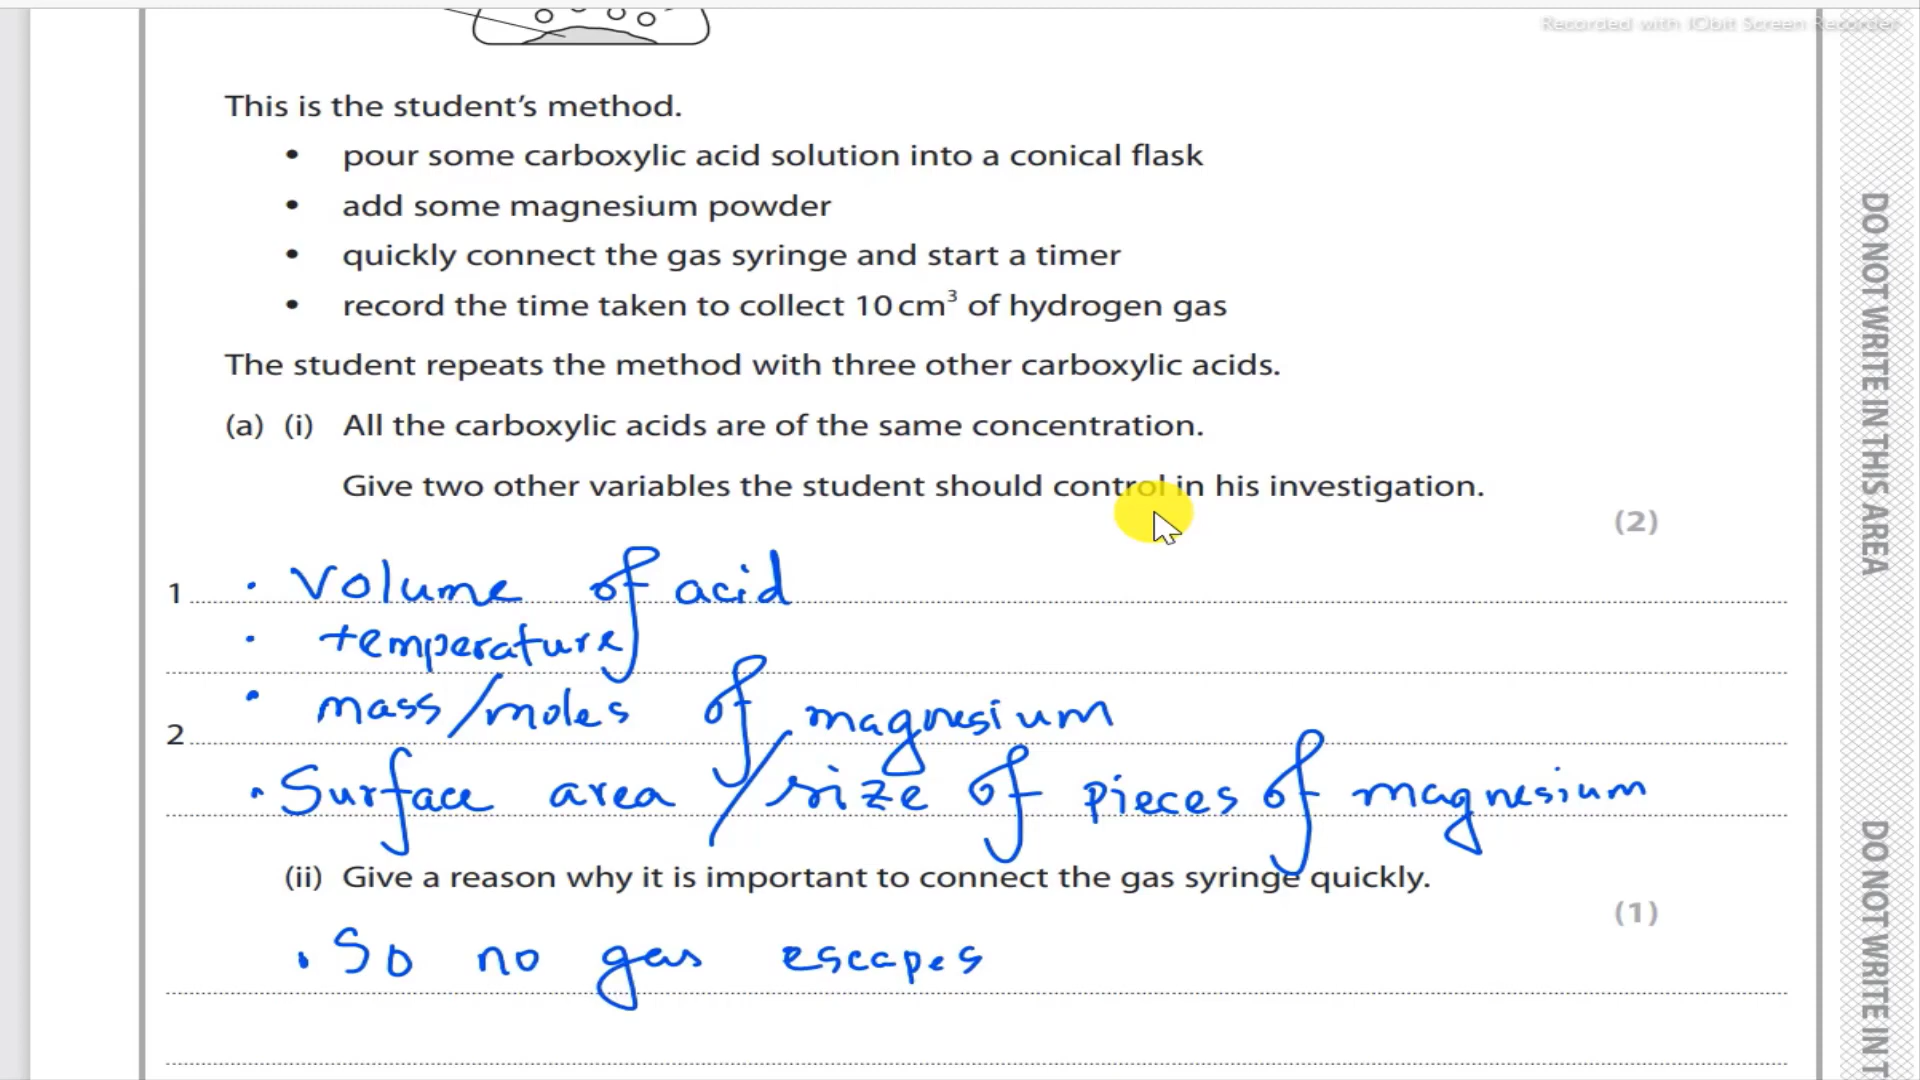 Recorded with IObit Screen Recorder
This is the student's method.
• pour some carboxylic acid solution into a conical flask
• add some magnesium powder
• quickly connect the gas syringe and start a timer
• record the time taken to collect 10 cm³ of hydrogen gas
The student repeats the method with three other carboxylic acids.
(a) (i) All the carboxylic acids are of the same concentration.
Give two other variables the student should control in his investigation.
(2)
1 • Volume of acid
• temperature
• mass/moles of magnesium
2
• Surface area / size of pieces of magnesium
(ii) Give a reason why it is important to connect the gas syringe quickly.
(1)
• So no gas escapes
DO NOT WRITE IN THIS AREA
DO NOT WRITE IN T